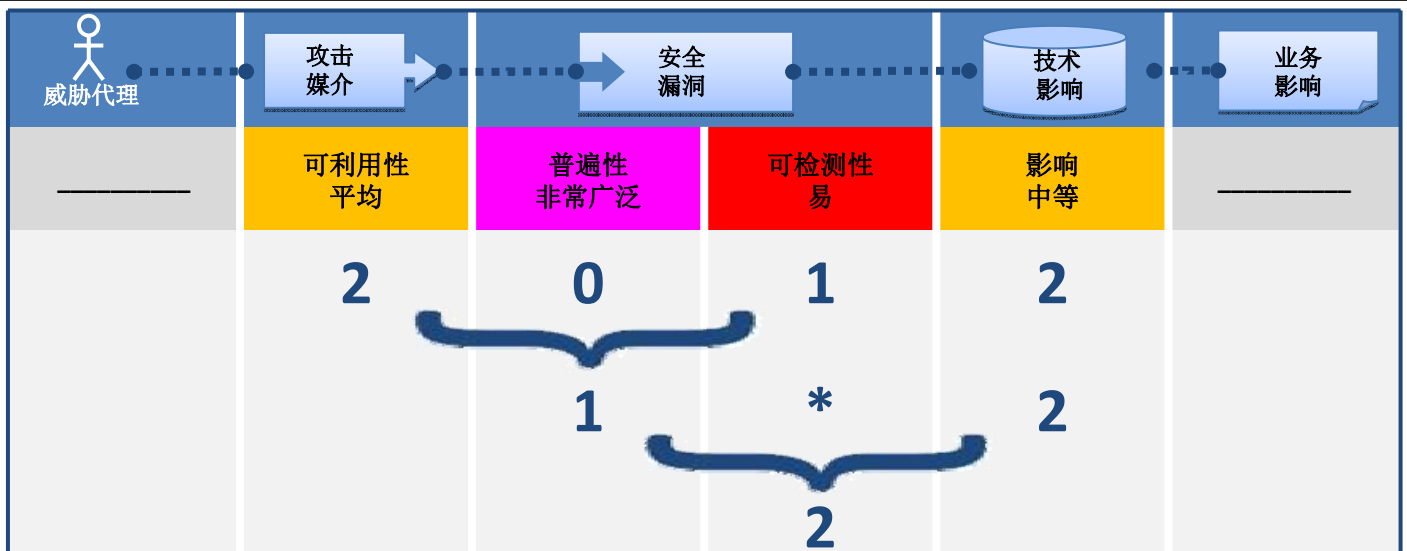 威胁代理
攻击
媒介
安全
漏洞
技术
影响
业务
影响
__________
可利用性
平均
普遍性
非常广泛
可检测性
易
影响
中等
__________
2 0 1 2
1 * 2
2